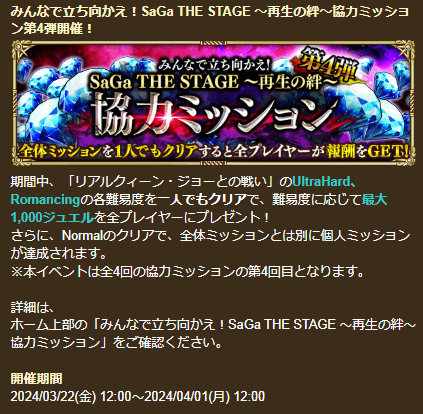 みんなで立ち向かえ！SaGa THE STAGE ～再生の絆～協力ミッショ
ン第4弾開催！
みんなで立ち向かえ！
第4弾
SaGa THE STAGE ～再生の絆～
協力ミッション
全体ミッションを1人でもクリアすると全プレイヤーが報酬をGET!
期間中、「リアルクィーン・ジョーとの戦い」のUltraHard、
Romancingの各難易度を一人でもクリアで、難易度に応じて最大
1,000ジュエルを全プレイヤーにプレゼント！
さらに、Normalのクリアで、全体ミッションとは別に個人ミッション
が達成されます。
※本イベントは全4回の協力ミッションの第4回目となります。
詳細は、
ホーム上部の「みんなで立ち向かえ！SaGa THE STAGE ～再生の絆～
協力ミッション」をご確認ください。
開催期間
2024/03/22(金) 12:00～2024/04/01(月) 12:00